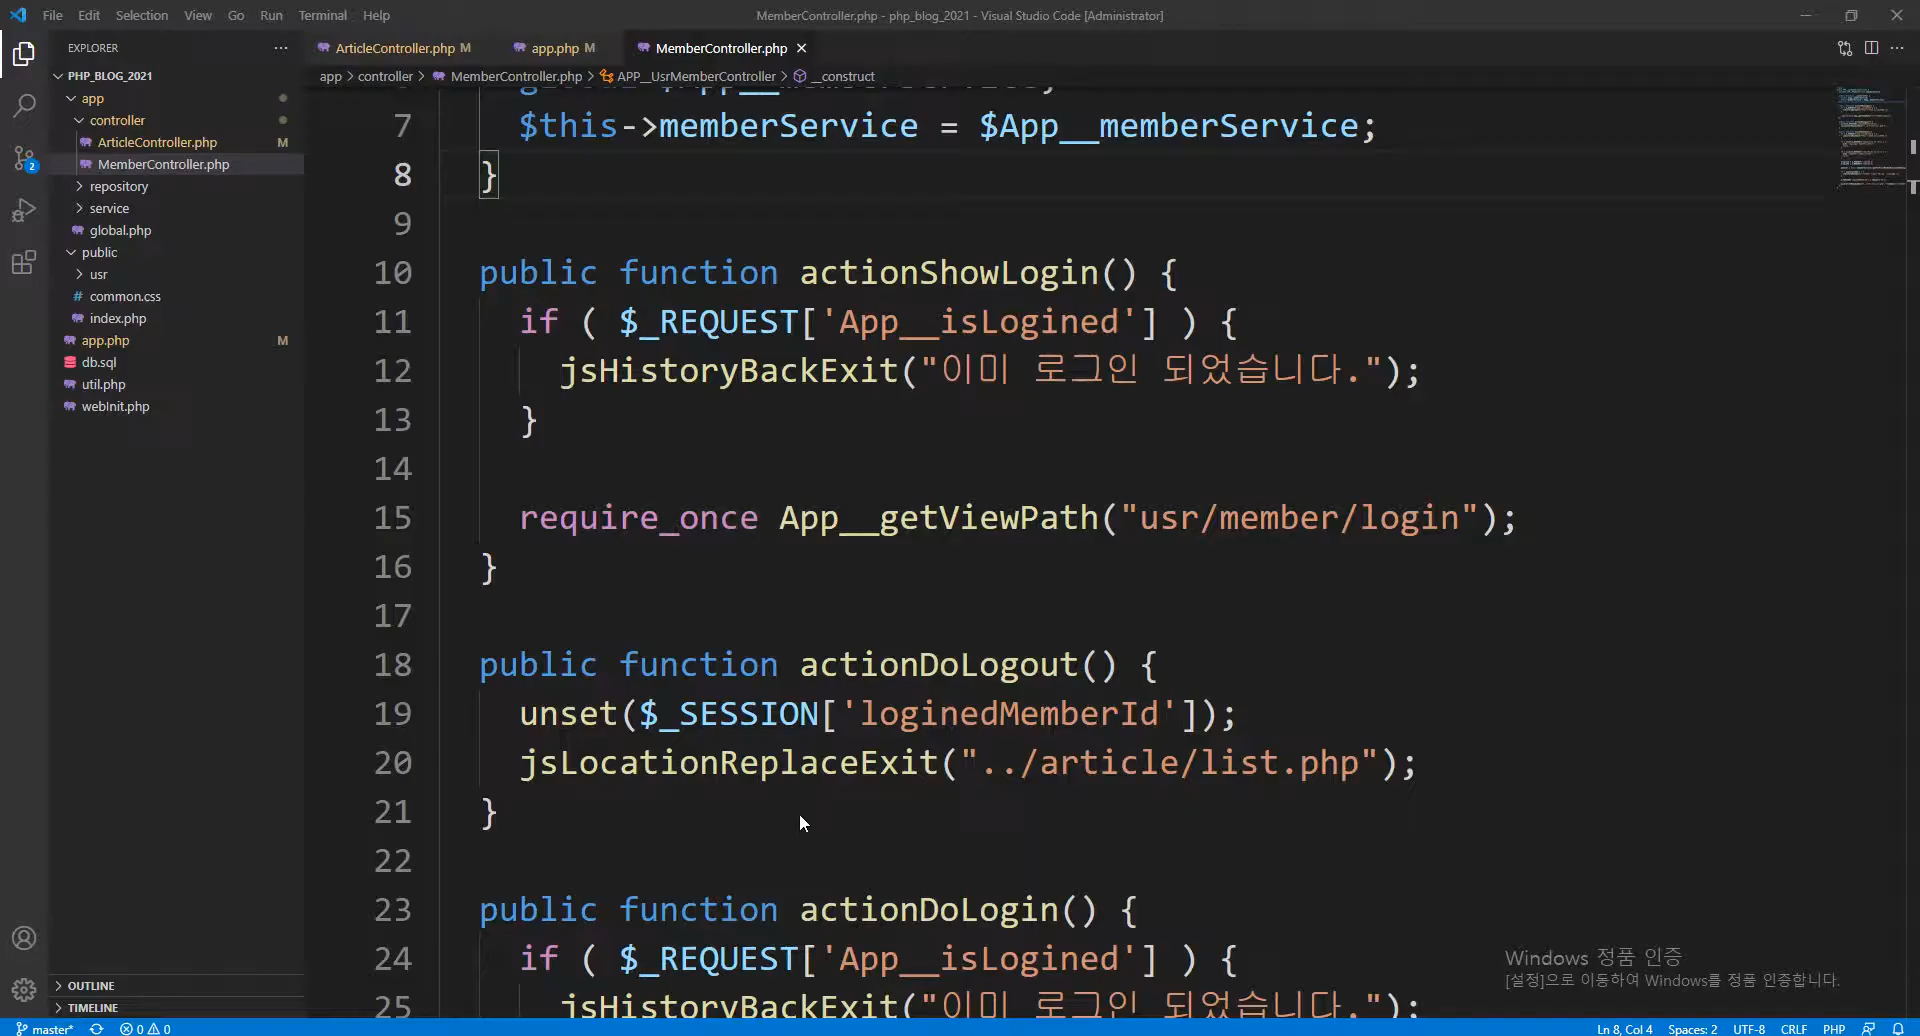 File Edit Selection View Go Run Terminal Help
MemberController.php - php_blog_2021 - Visual Studio Code [Administrator]
EXPLORER
PHP_BLOG_2021
app
controller
ArticleController.php M
MemberController.php
repository
service
global.php
public
usr
# common.css
index.php
app.php M
db.sql
util.php
webInit.php
2
OUTLINE
TIMELINE
ArticleController.php M
app.php M
MemberController.php
app > controller > MemberController.php > APP__UsrMemberController > __construct
7 $this->memberService = $App__memberService;
8 }
9
10 public function actionShowLogin() {
11 if ( $_REQUEST['App__isLogined'] ) {
12 jsHistoryBackExit("이미 로그인 되었습니다.");
13 }
14
15 require_once App__getViewPath("usr/member/login");
16 }
17
18 public function actionDoLogout() {
19 unset($_SESSION['loginedMemberId']);
20 jsLocationReplaceExit("../article/list.php");
21 }
22
23 public function actionDoLogin() {
24 if ( $_REQUEST['App__isLogined'] ) {
25 jsHistoryBackExit("이미 로그인 되었습니다.");
Windows 정품 인증
[설정]으로 이동하여 Windows를 정품 인증합니다.
master* 0 0
Ln 8, Col 4 Spaces: 2 UTF-8 CRLF PHP